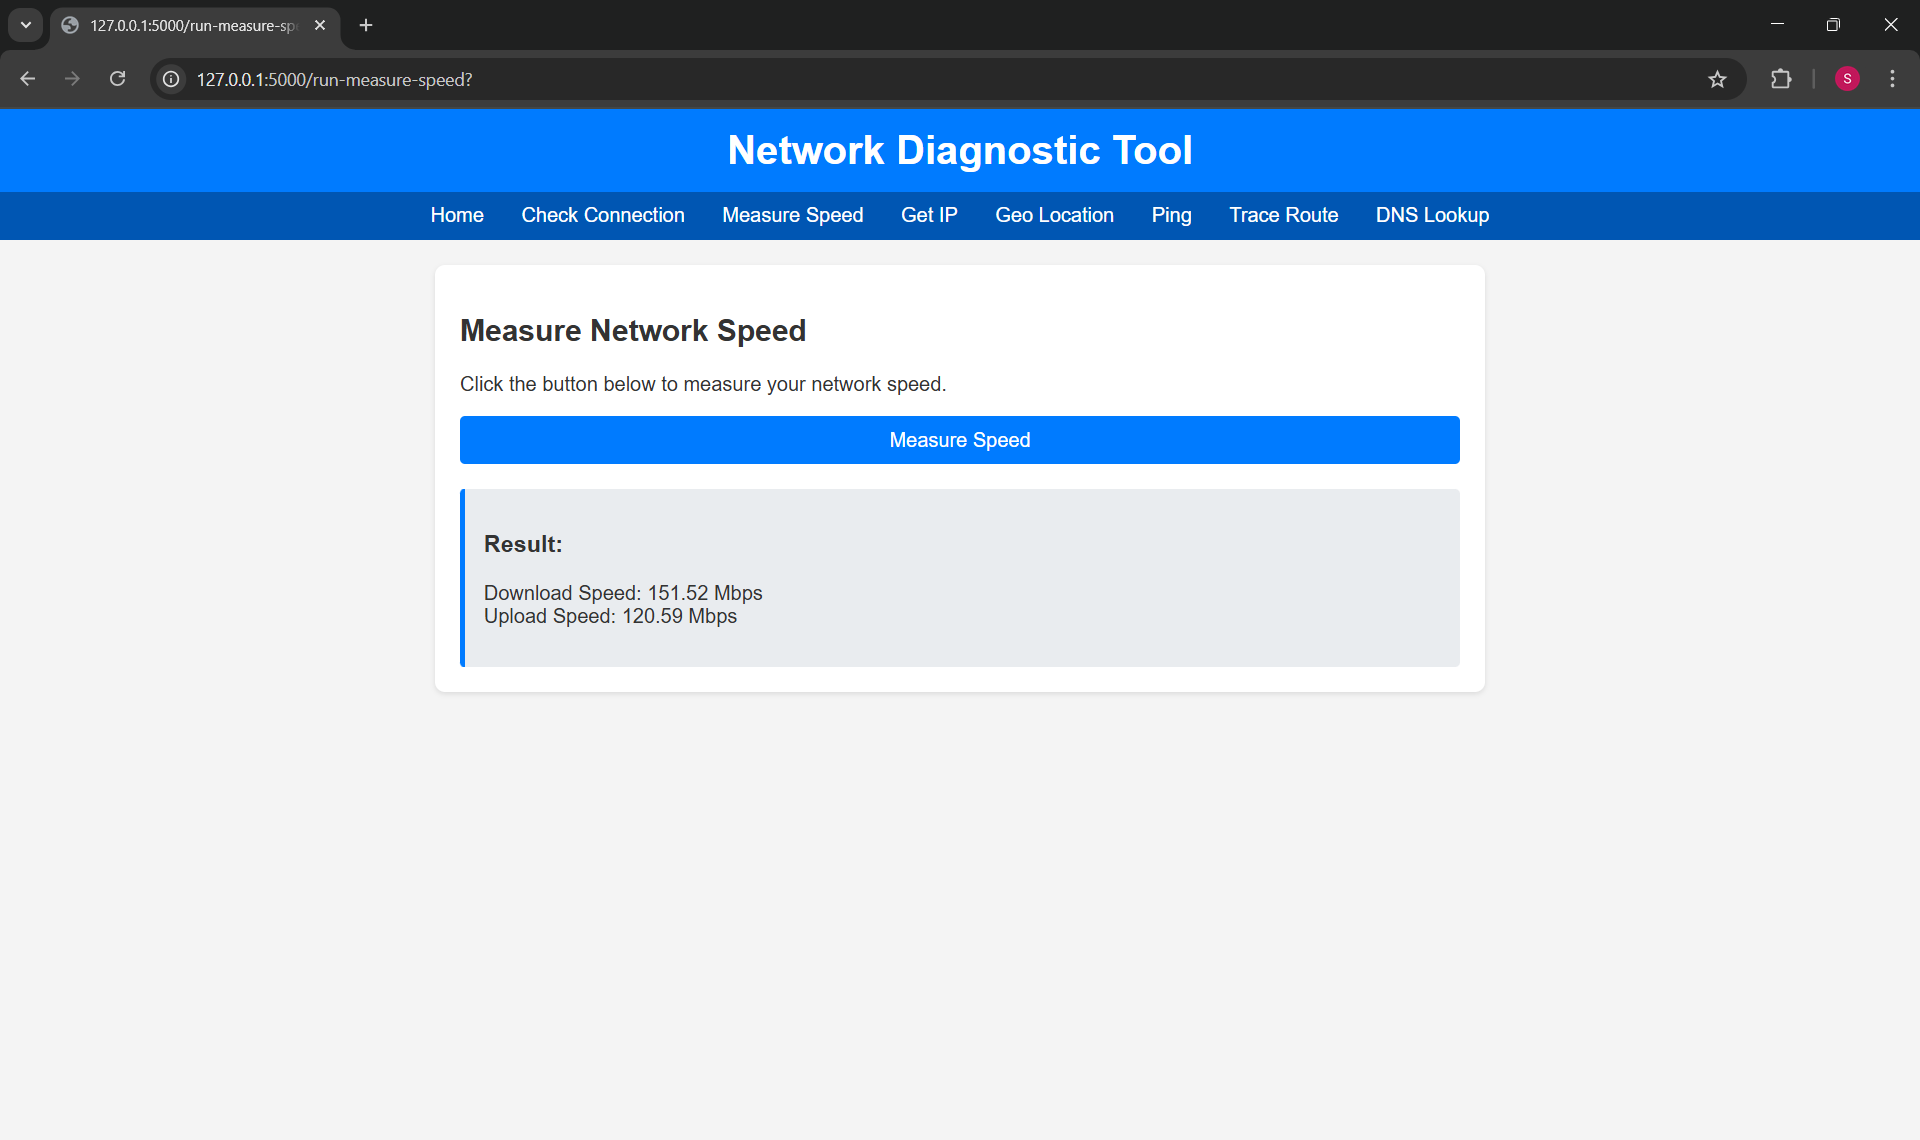 127.0.0.1:5000/run-measure-sp
127.0.0.1:5000/run-measure-speed?
S
Network Diagnostic Tool
Home Check Connection Measure Speed Get IP Geo Location Ping Trace Route DNS Lookup
Measure Network Speed
Click the button below to measure your network speed.
Measure Speed
Result:
Download Speed: 151.52 Mbps
Upload Speed: 120.59 Mbps